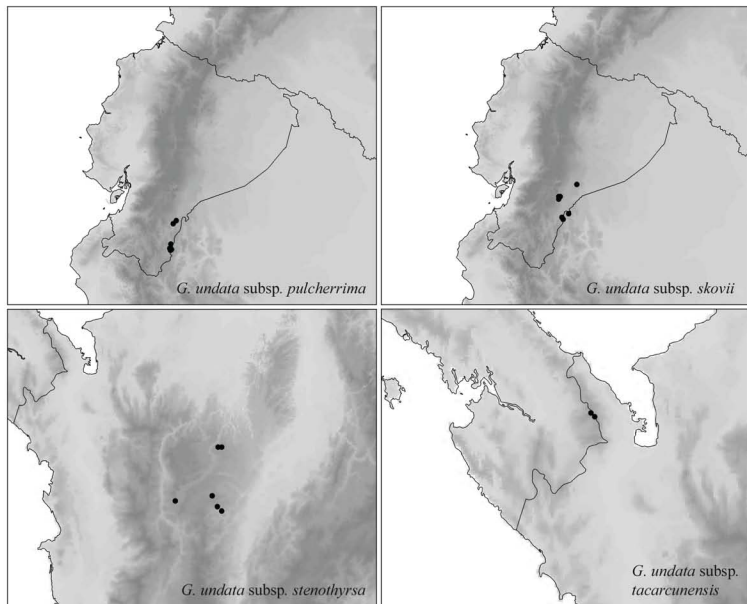 G. undata subsp. pulcherrima
G. undata subsp. skovii
G. undata subsp. stenothyrsa
G. undata subsp.
tacarcunensis